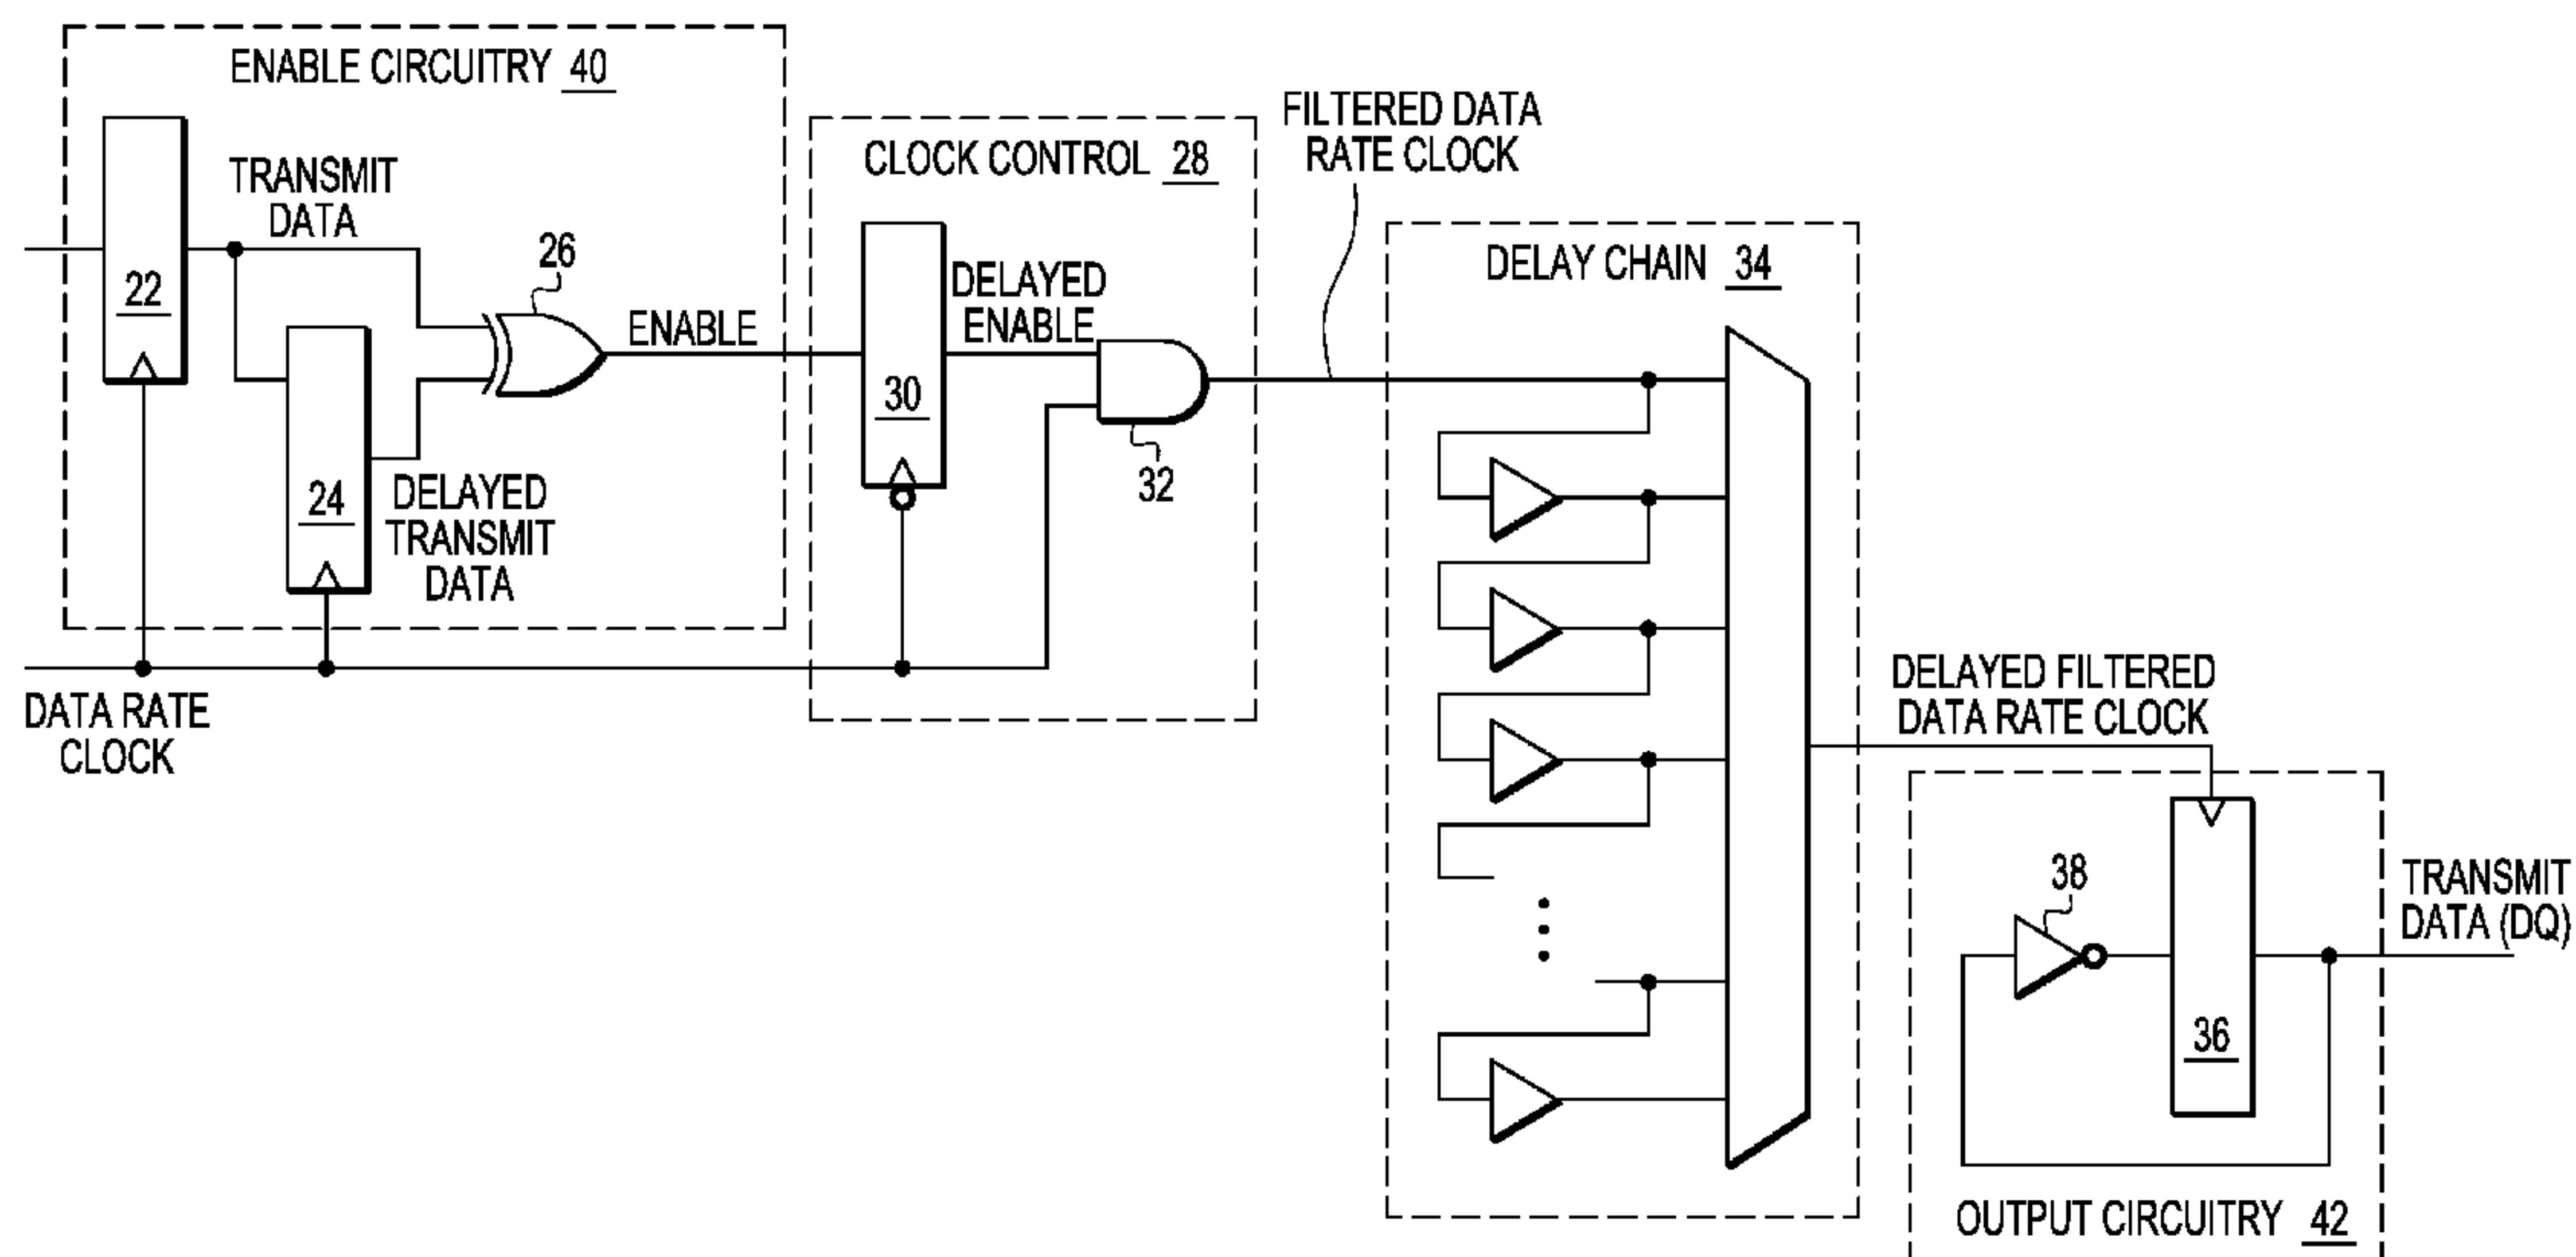 ENABLE CIRCUITRY 40
TRANSMIT
DATA
22
24
DELAYED
TRANSMIT
DATA
26
ENABLE
DATA RATE
CLOCK
CLOCK CONTROL 28
30
DELAYED
ENABLE
32
FILTERED DATA
RATE CLOCK
DELAY CHAIN 34
DELAYED FILTERED
DATA RATE CLOCK
38
36
TRANSMIT
DATA (DQ)
OUTPUT CIRCUITRY 42